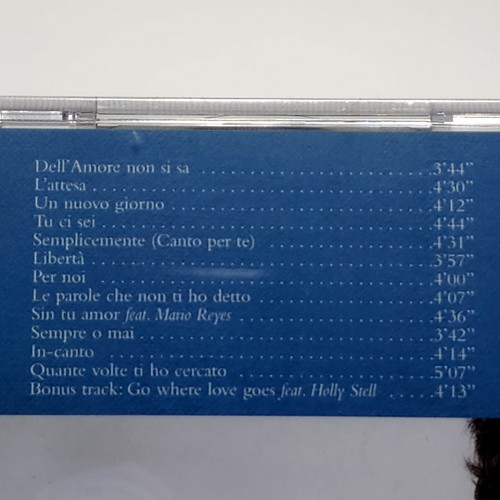 Dell'Amore non si sa . . . . . . . . . . . . . . . . . . . . . . .3'44"
L'attesa . . . . . . . . . . . . . . . . . . . . . . . . . . . . . . . . .4'30"
Un nuovo giorno . . . . . . . . . . . . . . . . . . . . . . . . . .4'12"
Tu ci sei . . . . . . . . . . . . . . . . . . . . . . . . . . . . . . . . .4'44"
Semplicemente (Canto per te) . . . . . . . . . . . . . . . .4'31"
Libertà . . . . . . . . . . . . . . . . . . . . . . . . . . . . . . . . . .3'57"
Per noi . . . . . . . . . . . . . . . . . . . . . . . . . . . . . . . . . .4'00"
Le parole che non ti ho detto . . . . . . . . . . . . . . . . .4'07"
Sin tu amor feat. Mario Reyes . . . . . . . . . . . . . . . . . .4'36"
Sempre o mai . . . . . . . . . . . . . . . . . . . . . . . . . . . . .3'42"
In-canto . . . . . . . . . . . . . . . . . . . . . . . . . . . . . . . . .4'14"
Quante volte ti ho cercato . . . . . . . . . . . . . . . . . . . .5'07"
Bonus track: Go where love goes feat. Holly Stell . . . . .4'13"